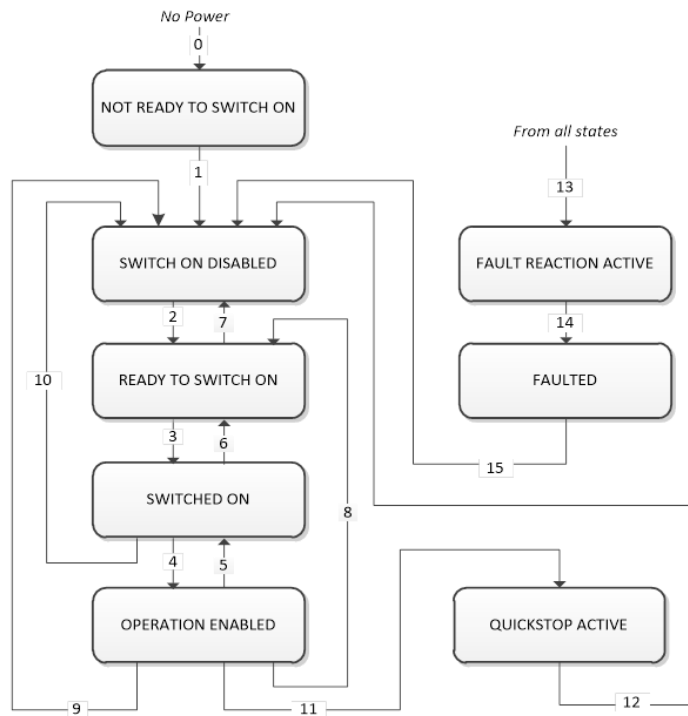 No Power
0
NOT READY TO SWITCH ON
From all states
1
13
SWITCH ON DISABLED
FAULT REACTION ACTIVE
2
7
14
10
READY TO SWITCH ON
FAULTED
3
6
15
SWITCHED ON
8
4
5
OPERATION ENABLED
QUICKSTOP ACTIVE
9
11
12